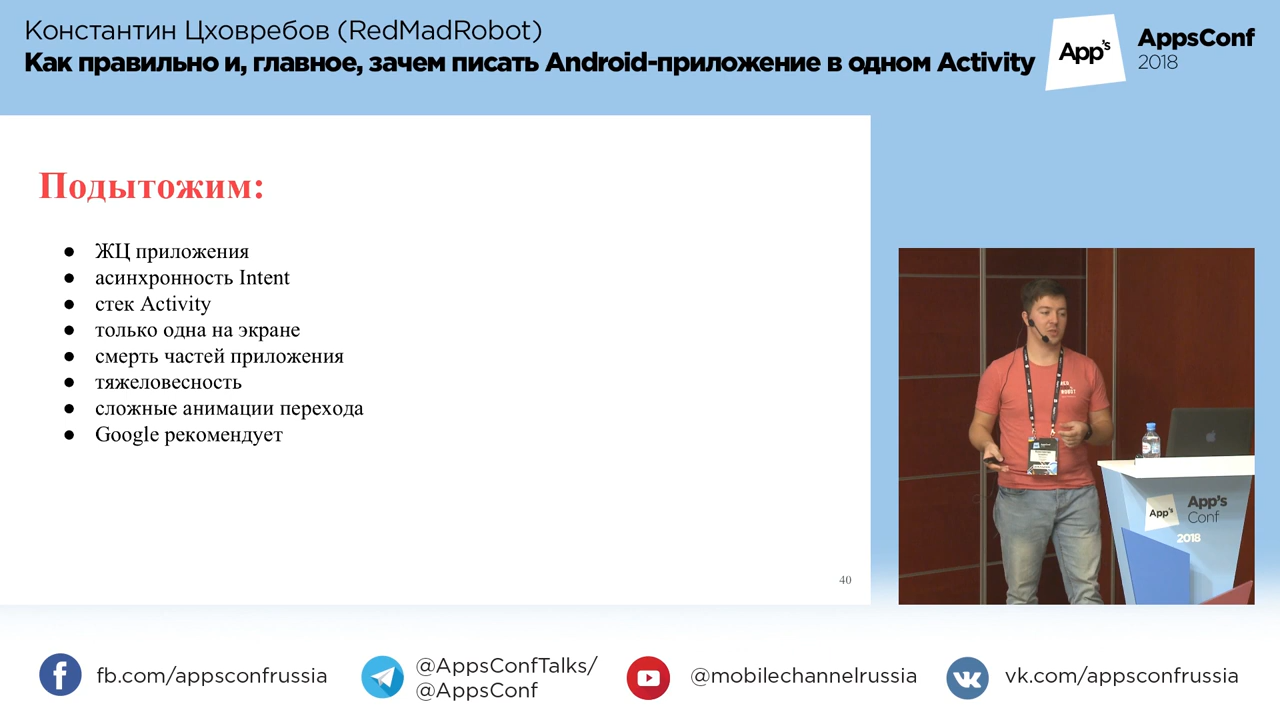 Константин Цховребов (RedMadRobot)
Как правильно и, главное, зачем писать Android-приложение в одном Activity
App's
AppsConf
2018
Подытожим:
● ЖЦ приложения
● асинхронность Intent
● стек Activity
● только одна на экране
● смерть частей приложения
● тяжеловесность
● сложные анимации перехода
● Google рекомендует
40
App's
App's
Conf
2018
fb.com/appsconfrussia
@AppsConfTalks/
@AppsConf
@mobilechannelrussia
vk.com/appsconfrussia